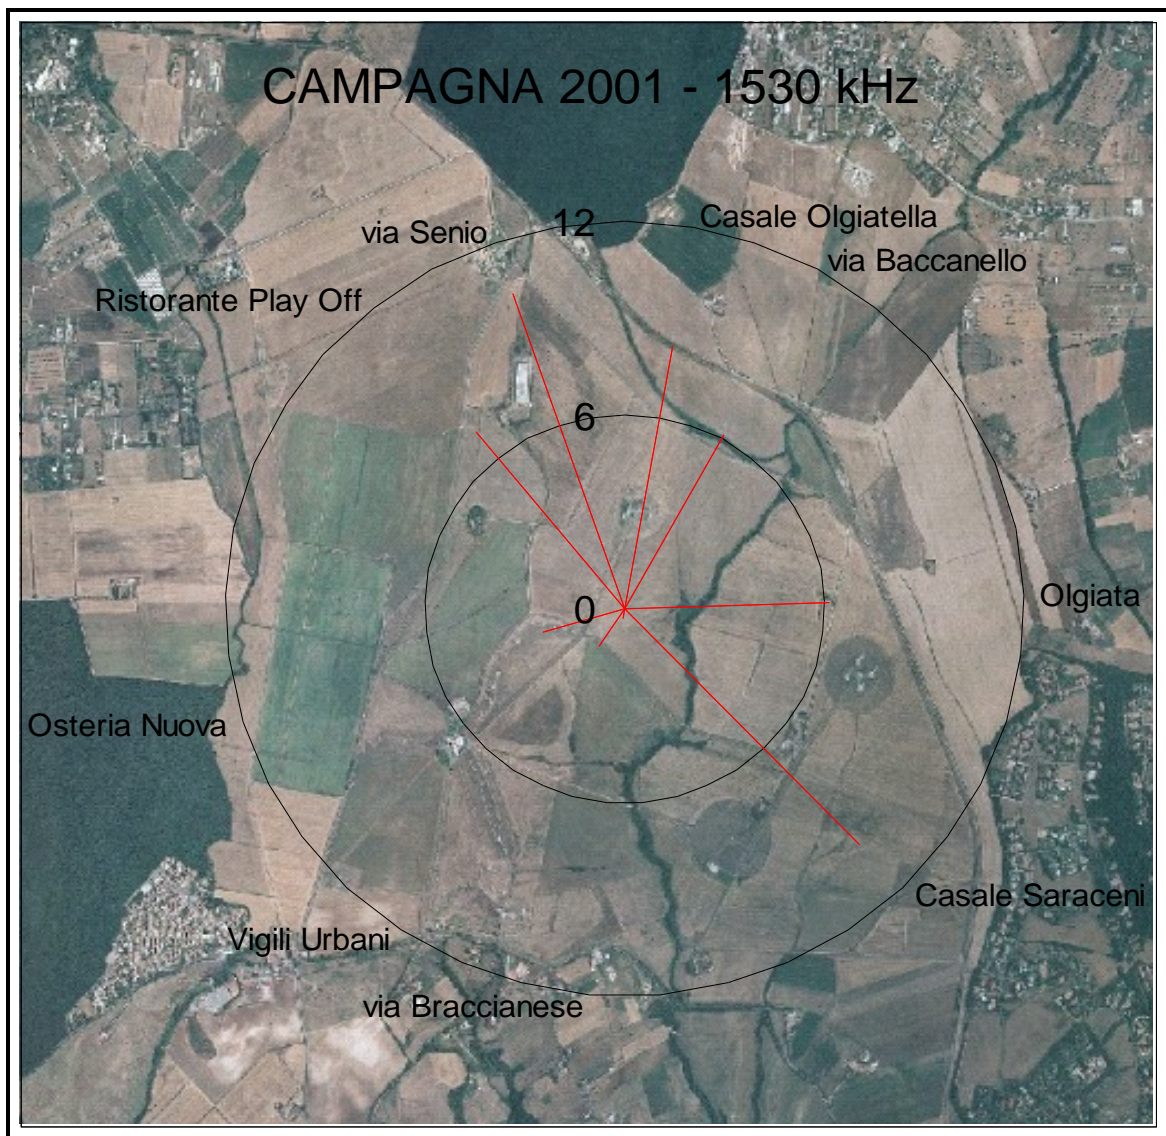 CAMPAGNA 2001 - 1530 kHz
12
Casale Olgiatella
via Senio
via Baccanello
Ristorante Play Off
6
Olgiata
0
Osteria Nuova
Casale Saraceni
Vigili Urbani
via Braccianese